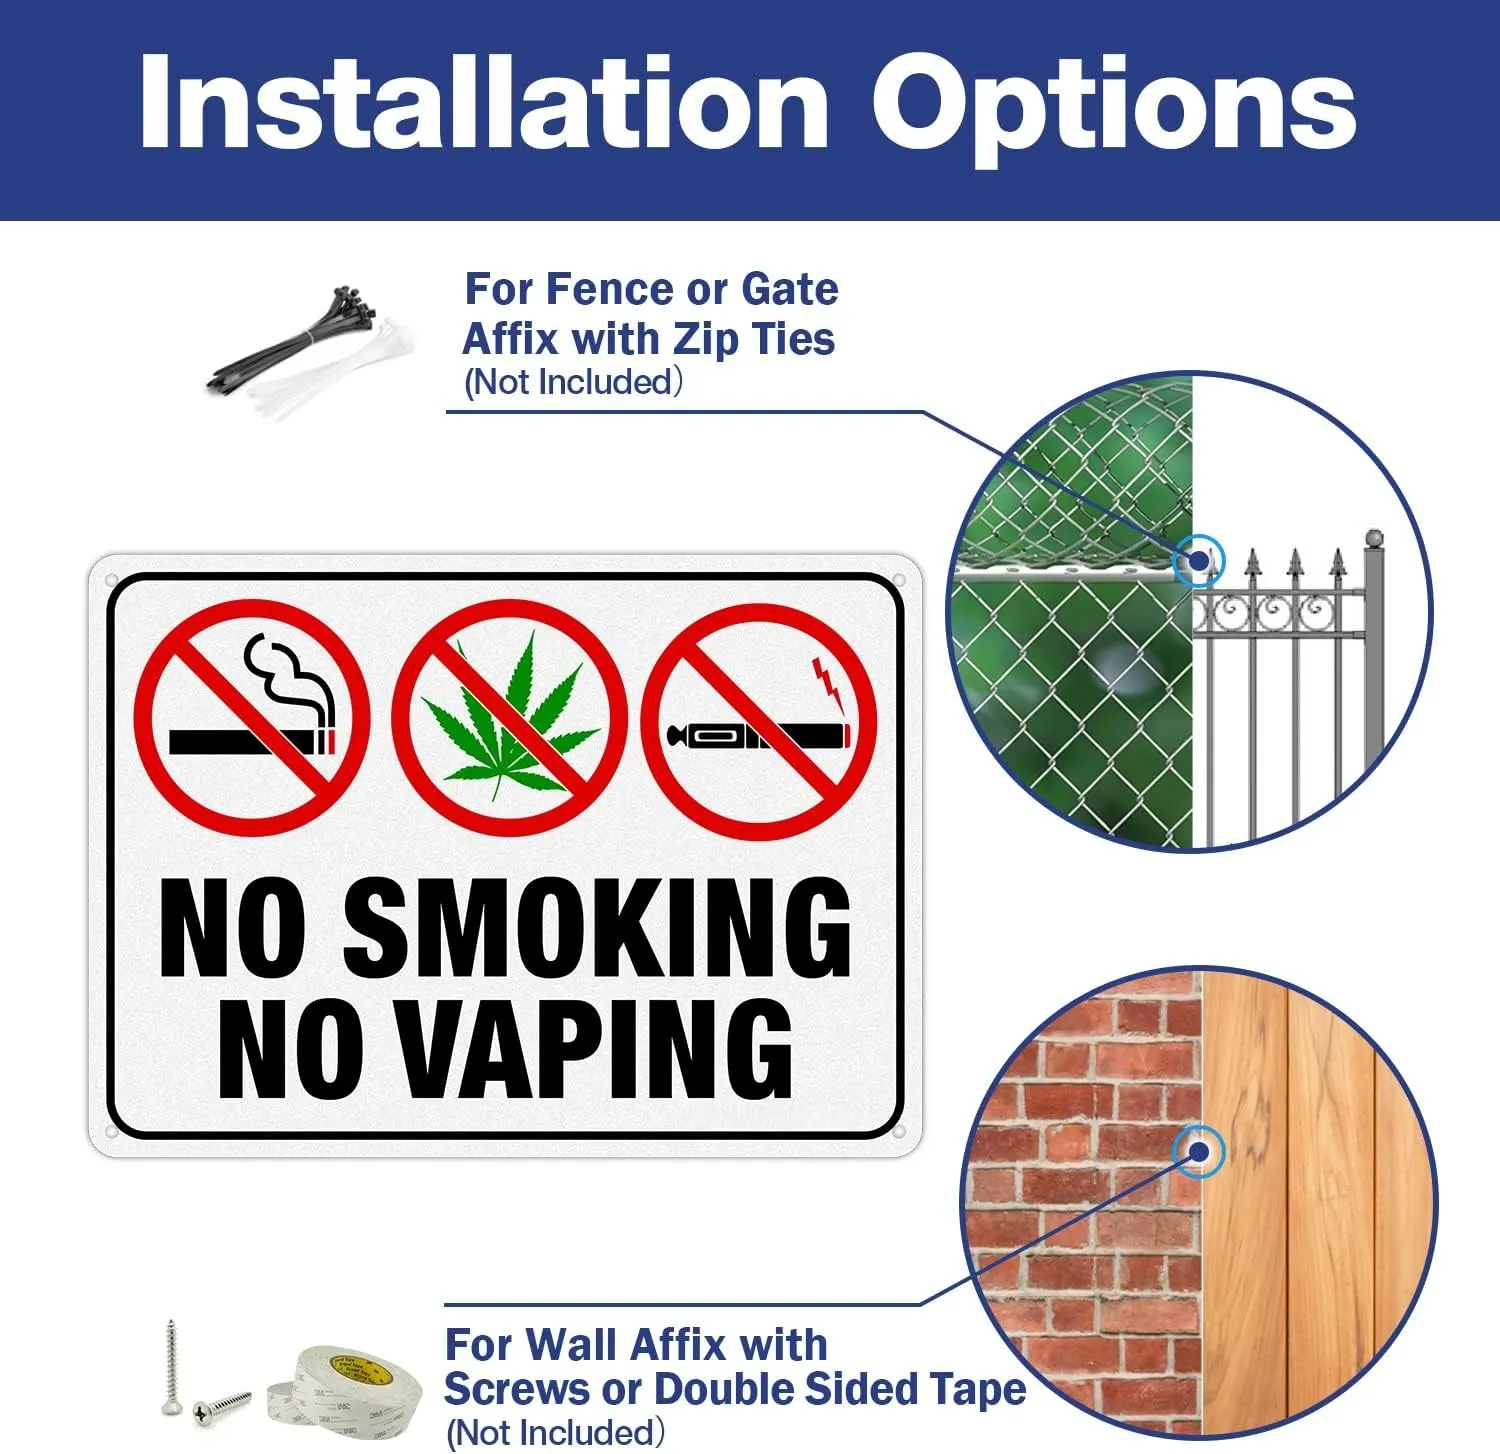 Installation Options
For Fence or Gate
Affix with Zip Ties
(Not Included）
NO SMOKING
NO VAPING
For Wall Affix with
Screws or Double Sided Tape
(Not Included）
3M